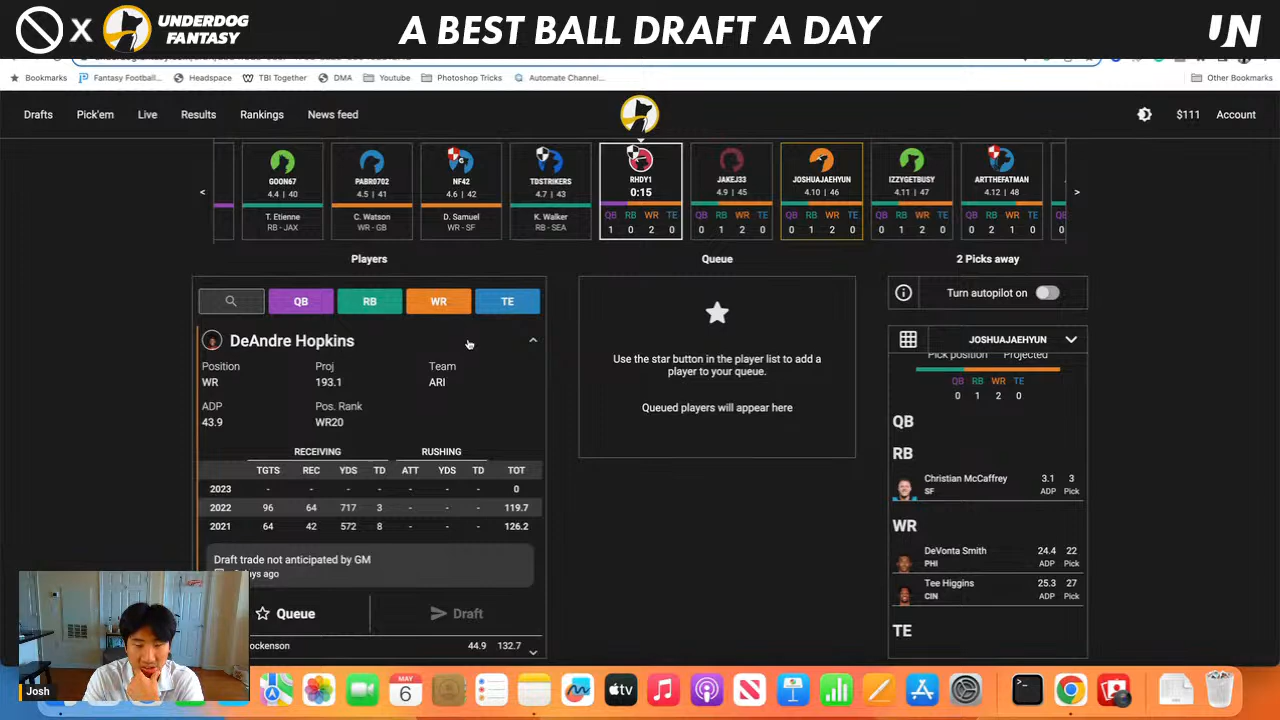 X UNDERDOG FANTASY A BEST BALL DRAFT A DAY UN
Bookmarks Fantasy Football... Headspace TBI Together DMA Youtube Photoshop Tricks Automate Channel... Other Bookmarks
Drafts Pick'em Live Results Rankings News feed $111 Account
GOON67 PABRO702 NF42 TDSTRIKERS RHDY1 JAKEJ33 JOSHUAJAEHYUN IZZYGETBUSY ARTTHEFATMAN
4.4 | 40 4.5 | 41 4.6 | 42 4.7 | 43 0:15 4.9 | 45 4.10 | 46 4.11 | 47 4.12 | 48
T. Etienne C. Watson D. Samuel K. Walker QB RB WR TE QB RB WR TE QB RB WR TE QB RB WR TE QB RB WR TE
RB - JAX WR - GB WR - SF RB - SEA 1 0 2 0 0 1 2 0 0 1 2 0 0 1 2 0 0 2 1 0
Players Queue 2 Picks away
QB RB WR TE
Turn autopilot on
DeAndre Hopkins
JOSHUAJAEHYUN
Pick position Projected
Position Proj Team
WR 193.1 ARI
ADP Pos. Rank
43.9 WR20
Use the star button in the player list to add a
player to your queue.
Queued players will appear here
QB RB WR TE
0 1 2 0
QB
RB
Christian McCaffrey 3.1 3
SF ADP Pick
WR
DeVonta Smith 24.4 22
PHI ADP Pick
Tee Higgins 25.3 27
CIN ADP Pick
TE
RECEIVING RUSHING
TGTS REC YDS TD ATT YDS TD TOT
2023 - - - - - - - 0
2022 96 64 717 3 - - - 119.7
2021 64 42 572 8 - - - 126.2
Draft trade not anticipated by GM
days ago
Queue Draft
ockenson 44.9 132.7
Josh
MAY
6